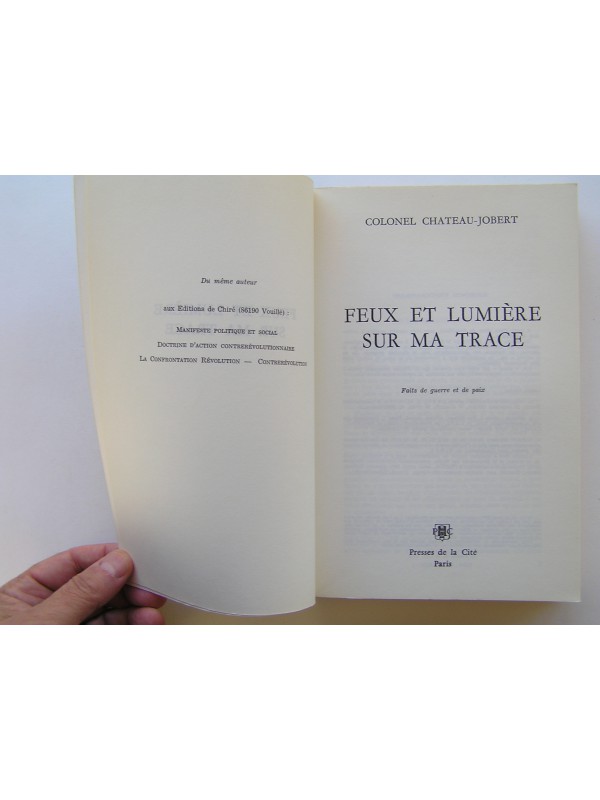 Du même auteur
aux Editions de Chiré (86190 Vouillé) :
MANIFESTE POLITIQUE ET SOCIAL
DOCTRINE D'ACTION CONTRERÉVOLUTIONNAIRE
LA CONFRONTATION RÉVOLUTION — CONTRERÉVOLUTION
COLONEL CHATEAU-JOBERT
FEUX ET LUMIÈRE
SUR MA TRACE
Faits de guerre et de paix
Presses de la Cité
Paris